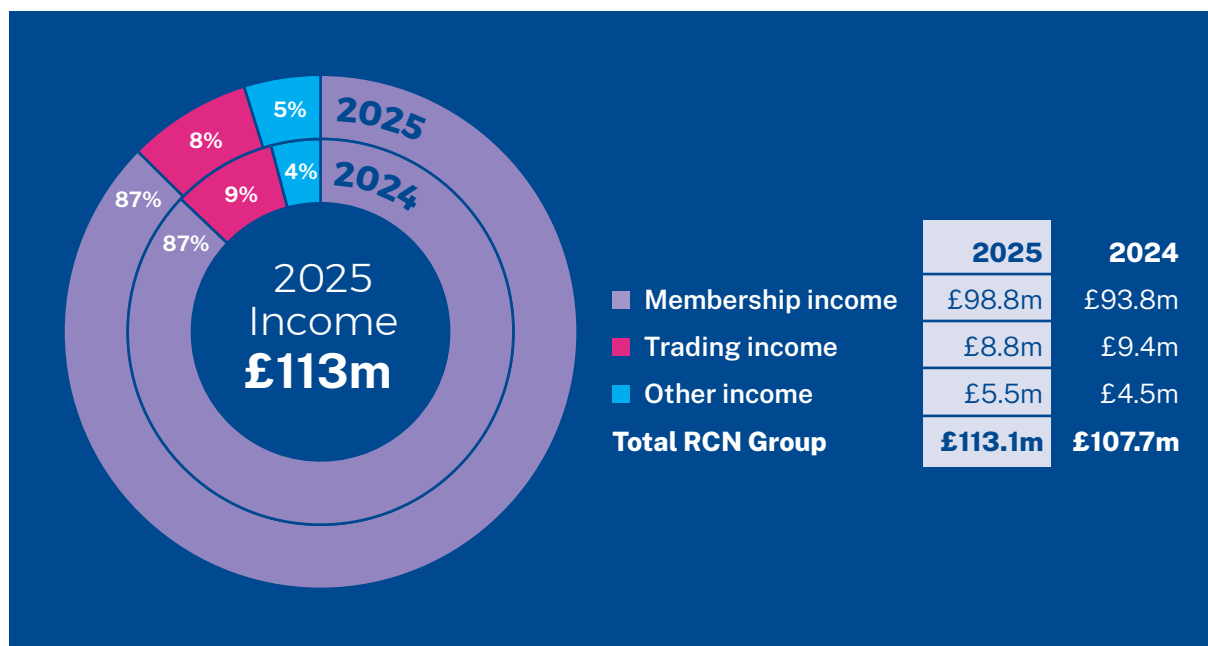 5%
2025
8%
4%
2024
9%
87%
87%
2025
Income
£113m
2025 2024
Membership income £98.8m £93.8m
Trading income £8.8m £9.4m
Other income £5.5m £4.5m
Total RCN Group £113.1m £107.7m